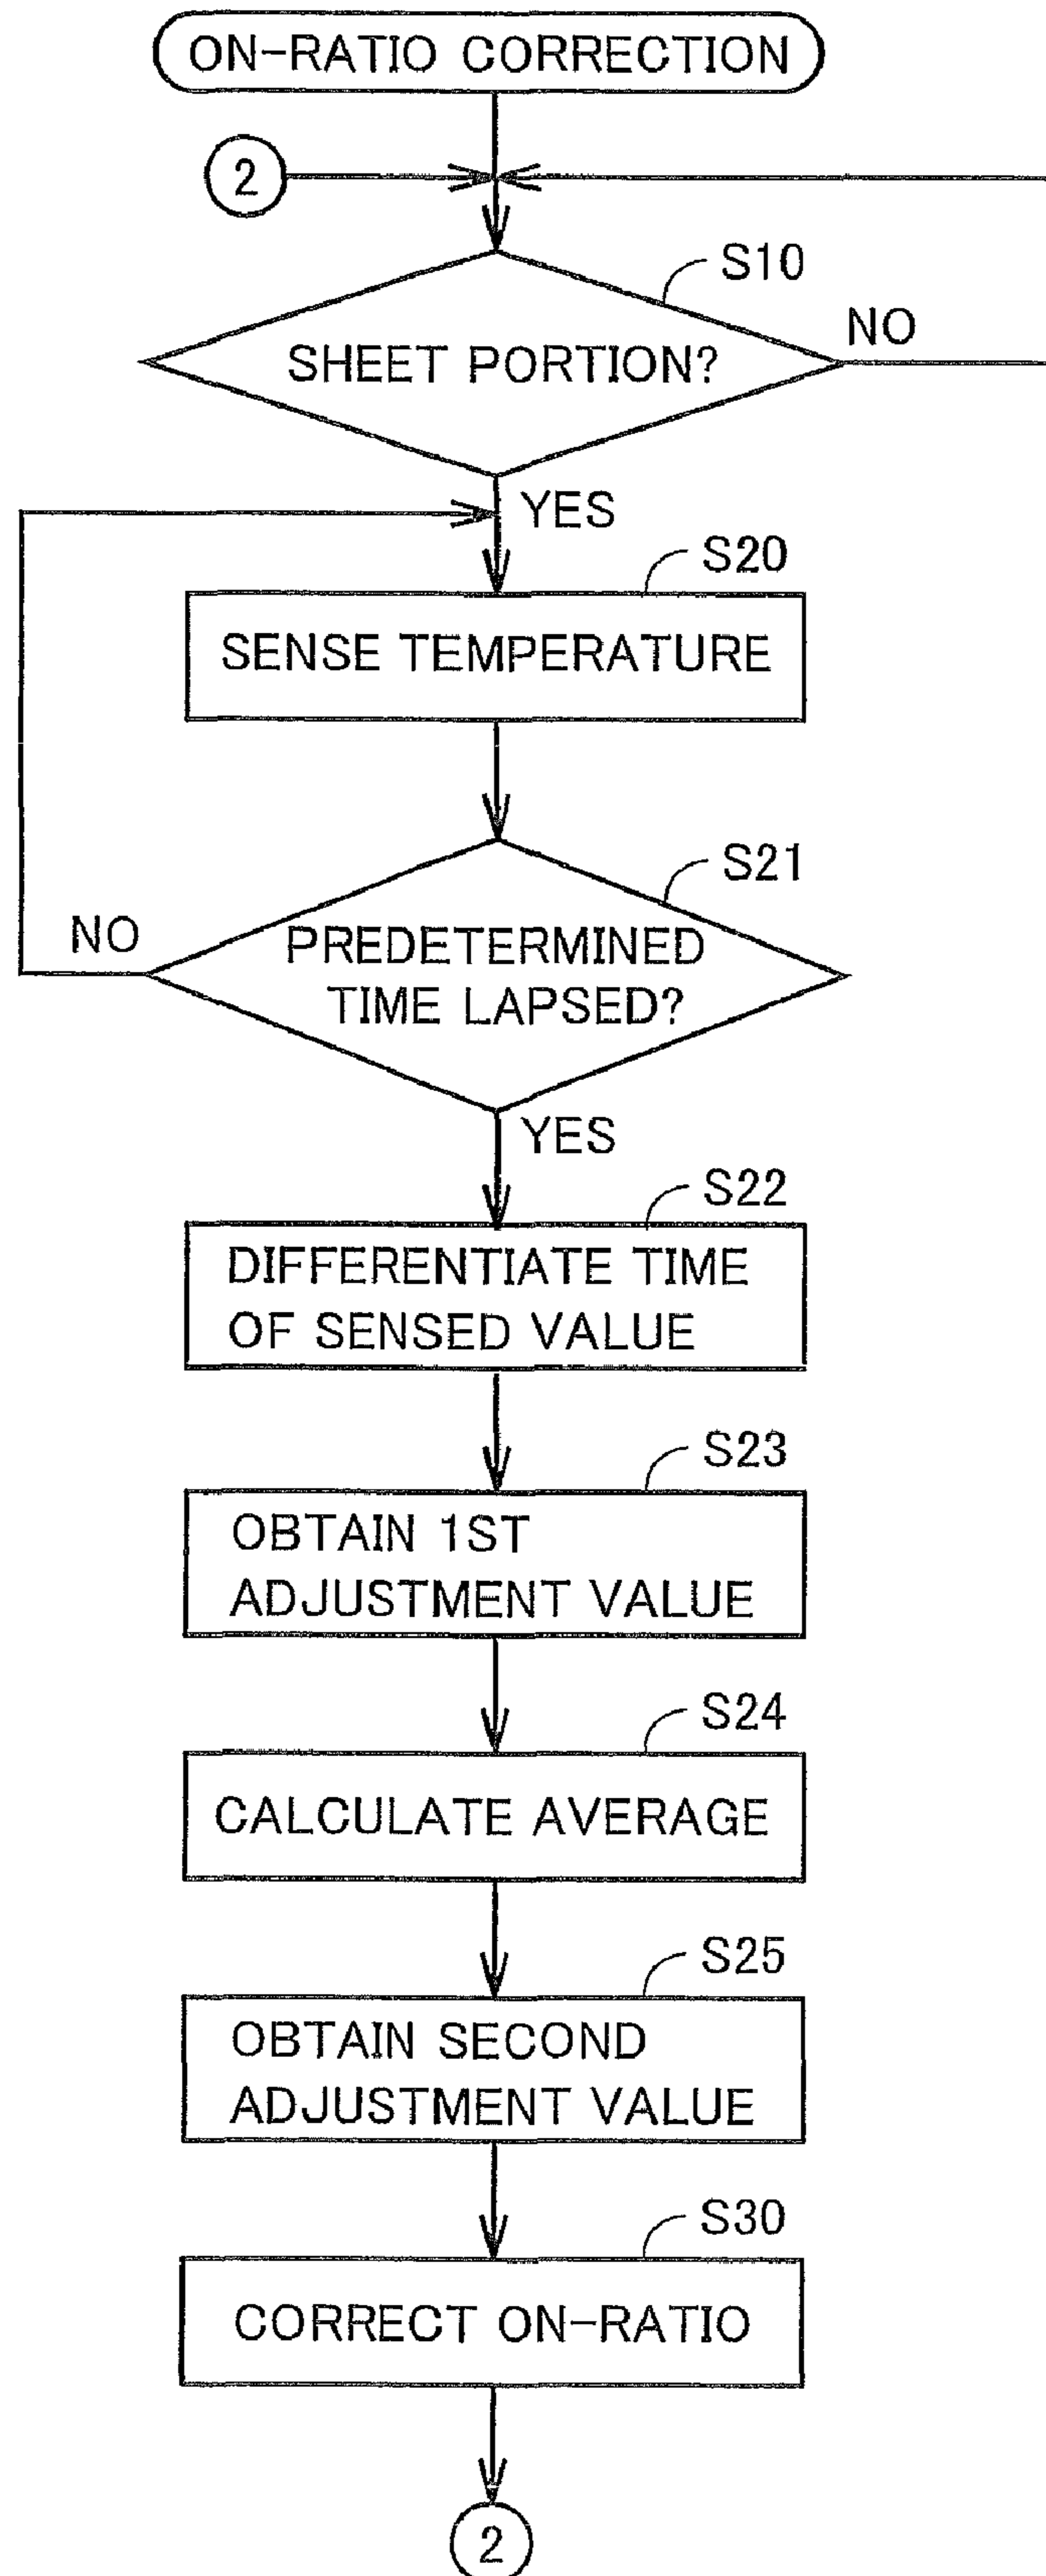 ON-RATIO CORRECTION
2
S10
SHEET PORTION?
NO
YES
S20
SENSE TEMPERATURE
S21
NO
PREDETERMINED
TIME LAPSED?
YES
S22
DIFFERENTIATE TIME
OF SENSED VALUE
S23
OBTAIN 1ST
ADJUSTMENT VALUE
S24
CALCULATE AVERAGE
S25
OBTAIN SECOND
ADJUSTMENT VALUE
S30
CORRECT ON-RATIO
2